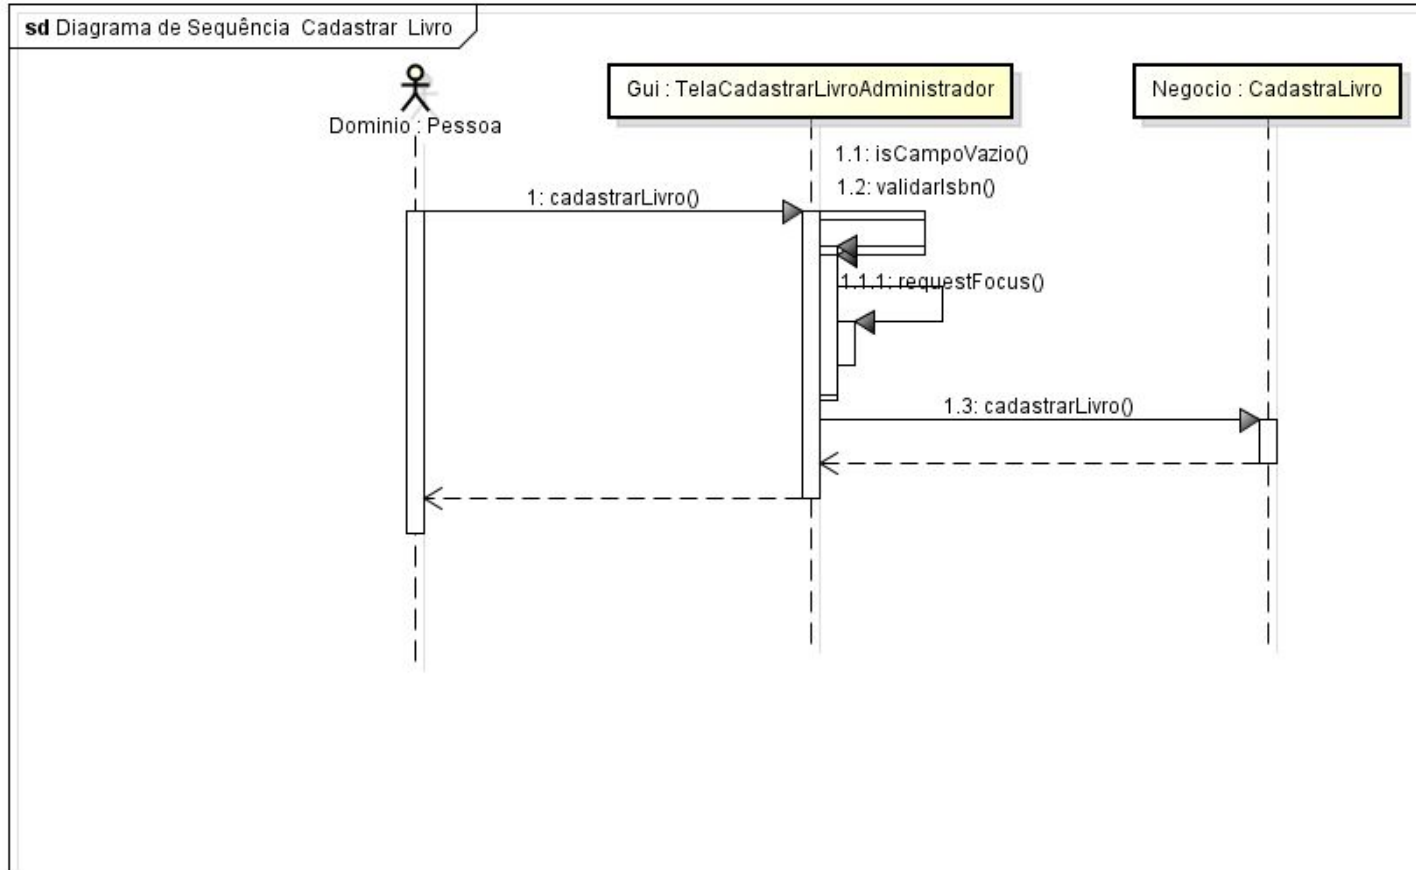 sd Diagrama de Sequência Cadastrar Livro
Gui : TelaCadastrarLivroAdministrador
Negocio : CadastraLivro
Dominio : Pessoa
1.1: isCampoVazio()
1.2: validarIsbn()
1: cadastrarLivro()
1.1.1: requestFocus()
1.3: cadastrarLivro()